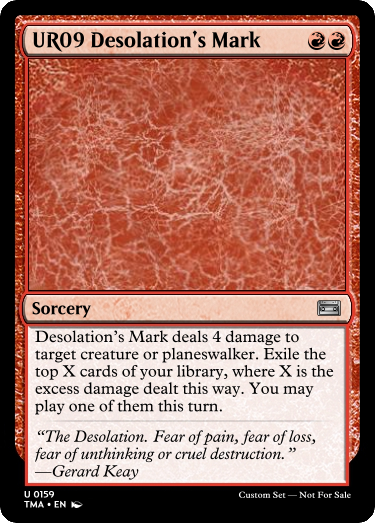 UR09 Desolation's Mark
Sorcery
Desolation's Mark deals 4 damage to
target creature or planeswalker. Exile the
top X cards of your library, where X is the
excess damage dealt this way. You may
play one of them this turn.
“The Desolation. Fear of pain, fear of loss,
fear of unthinking or cruel destruction.”
—Gerard Keay
U 0159
TMA • EN
Custom Set — Not For Sale